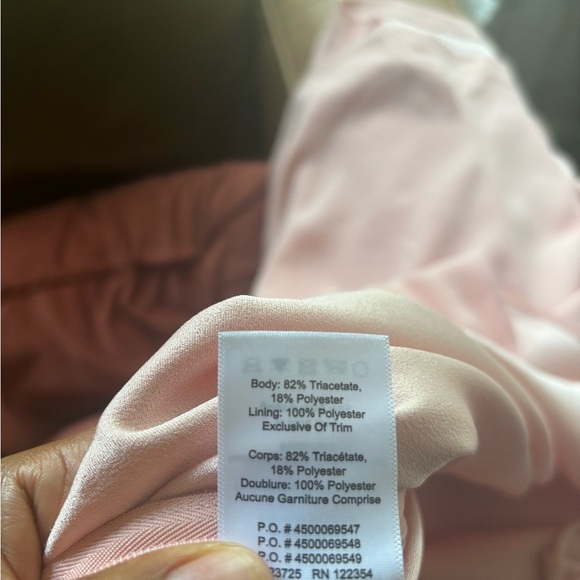 Body: 82% Triacetate,
18% Polyester
Lining: 100% Polyester
Exclusive Of Trim
Corps: 82% Triacétate,
18% Polyester
Doublure: 100% Polyester
Aucune Garniture Comprise
P.O. # 4500069547
P.O. # 4500069548
P.O. # 4500069549
RN 122354